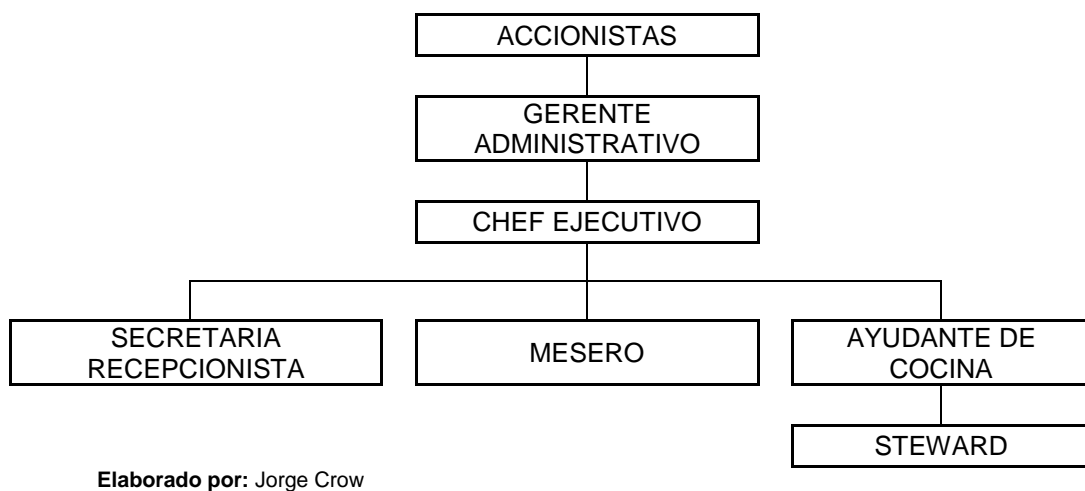 ACCIONISTAS
GERENTE
ADMINISTRATIVO
CHEF EJECUTIVO
SECRETARIA
RECEPCIONISTA
MESERO
AYUDANTE DE
COCINA
STEWARD
Elaborado por: Jorge Crow